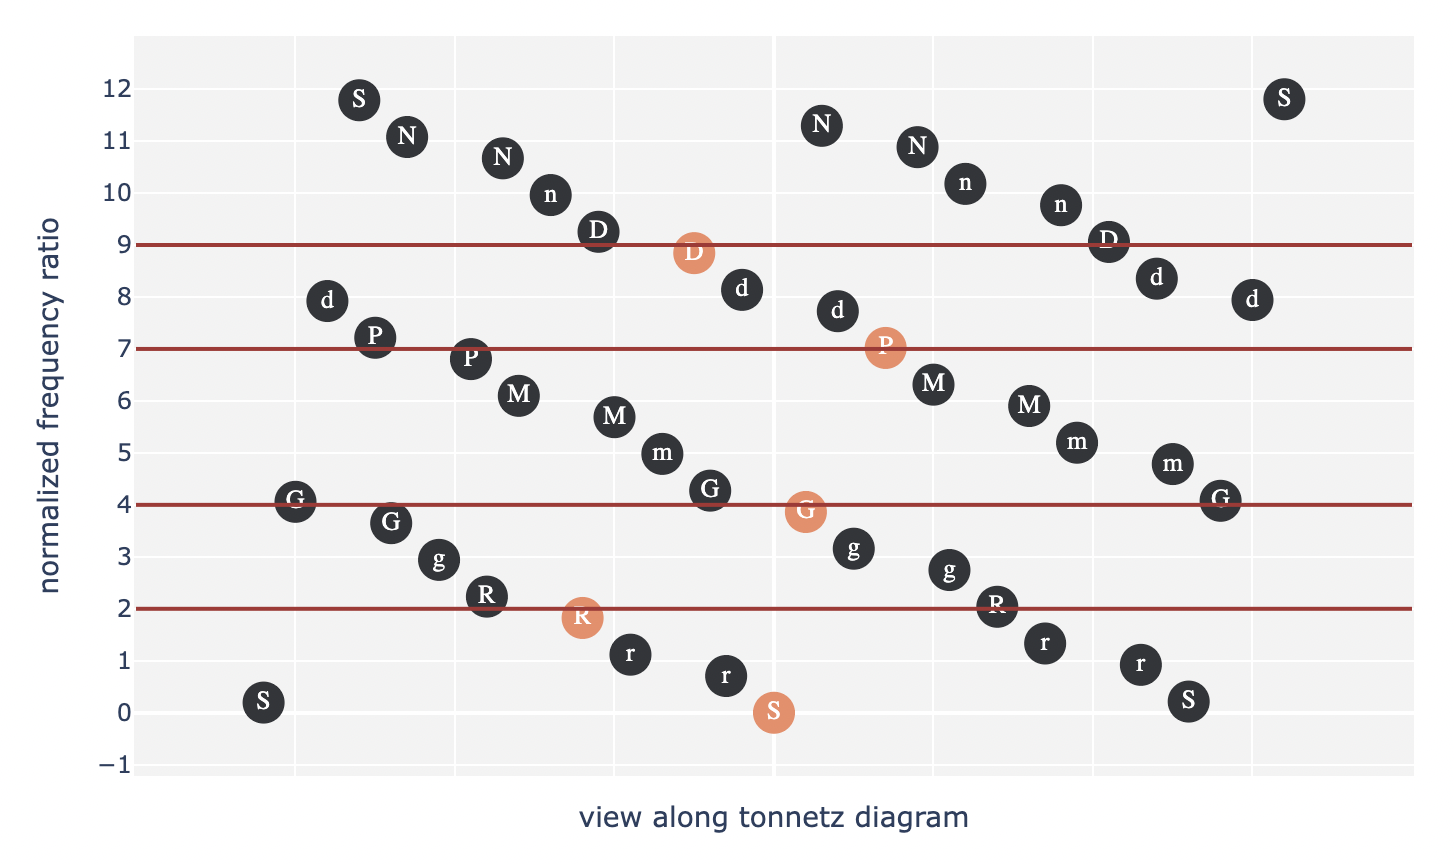 normalized frequency ratio
12
11
10
9
8
7
6
5
4
3
2
1
0
−1
S S
N N
N N
n n
n
D D
D
d d
d d d
P P
P
M M
M M
m m
m
G G G
G G
g g g
R R
R
r r
r r
S S
S
view along tonnetz diagram